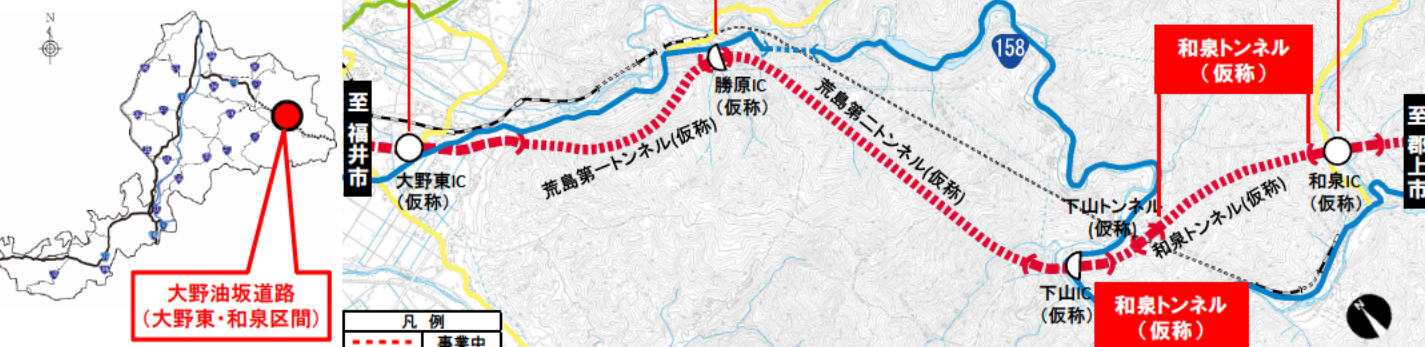 N
大野油坂道路
(大野東・和泉区間)
至 福井市
大野東IC
(仮称)
荒島第一トンネル(仮称)
勝原IC
(仮称)
荒島第二トンネル(仮称)
158
和泉トンネル
(仮称)
下山トンネル
(仮称)
和泉トンネル(仮称)
下山IC
(仮称)
和泉トンネル
(仮称)
和泉IC
(仮称)
至 郡上市
凡 例
事業中
N